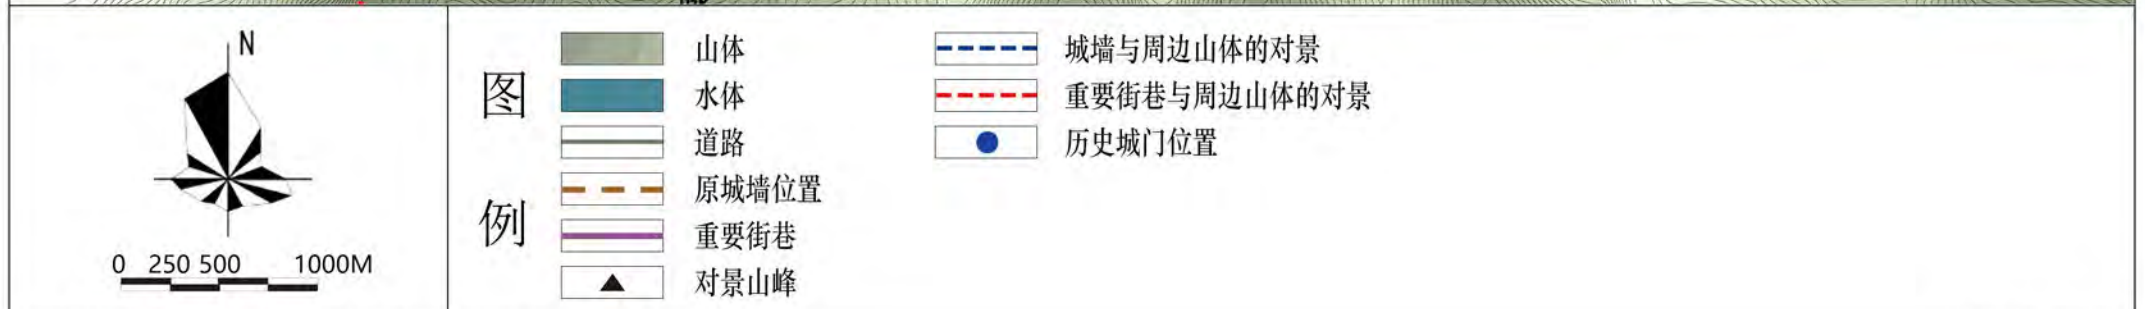 N
0 250 500 1000M
图例
山体
水体
道路
原城墙位置
重要街巷
对景山峰
城墙与周边山体的对景
重要街巷与周边山体的对景
历史城门位置